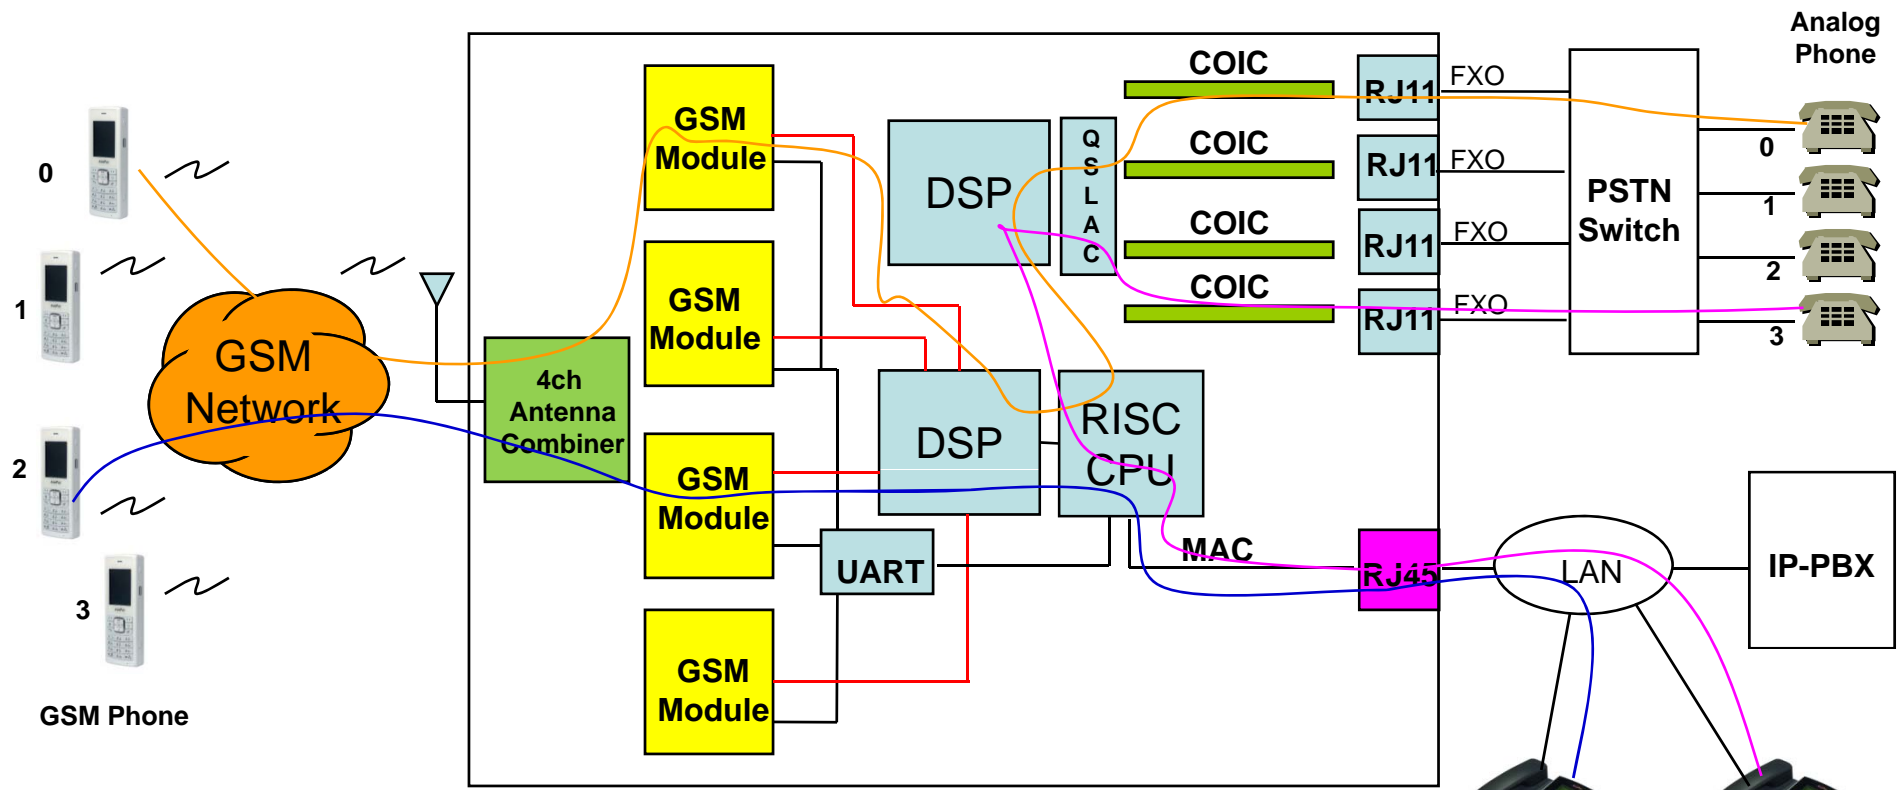 Analog
Phone
COIC
RJ11
FXO
GSM
Module
Q
S
L
A
C
DSP
0
COIC
RJ11
FXO
0
PSTN
Switch
1
COIC
RJ11
FXO
2
1
GSM
Module
COIC
RJ11
FXO
3
GSM
Network
4ch
Antenna
Combiner
DSP
RISC
CPU
2
GSM
Module
UART
MAC
RJ45
LAN
IP-PBX
3
GSM
Module
GSM Phone